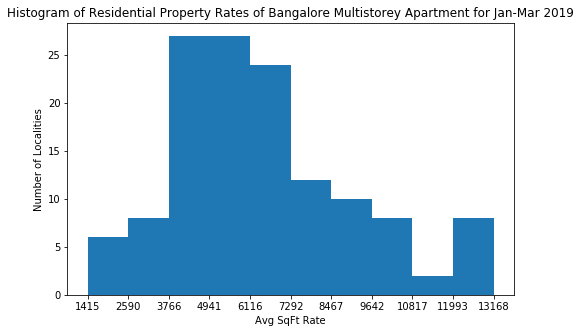 Histogram of Residential Property Rates of Bangalore Multistorey Apartment for Jan-Mar 2019
25
20
15
10
5
0
Number of Localities
1415 2590 3766 4941 6116 7292 8467 9642 10817 11993 13168
Avg SqFt Rate